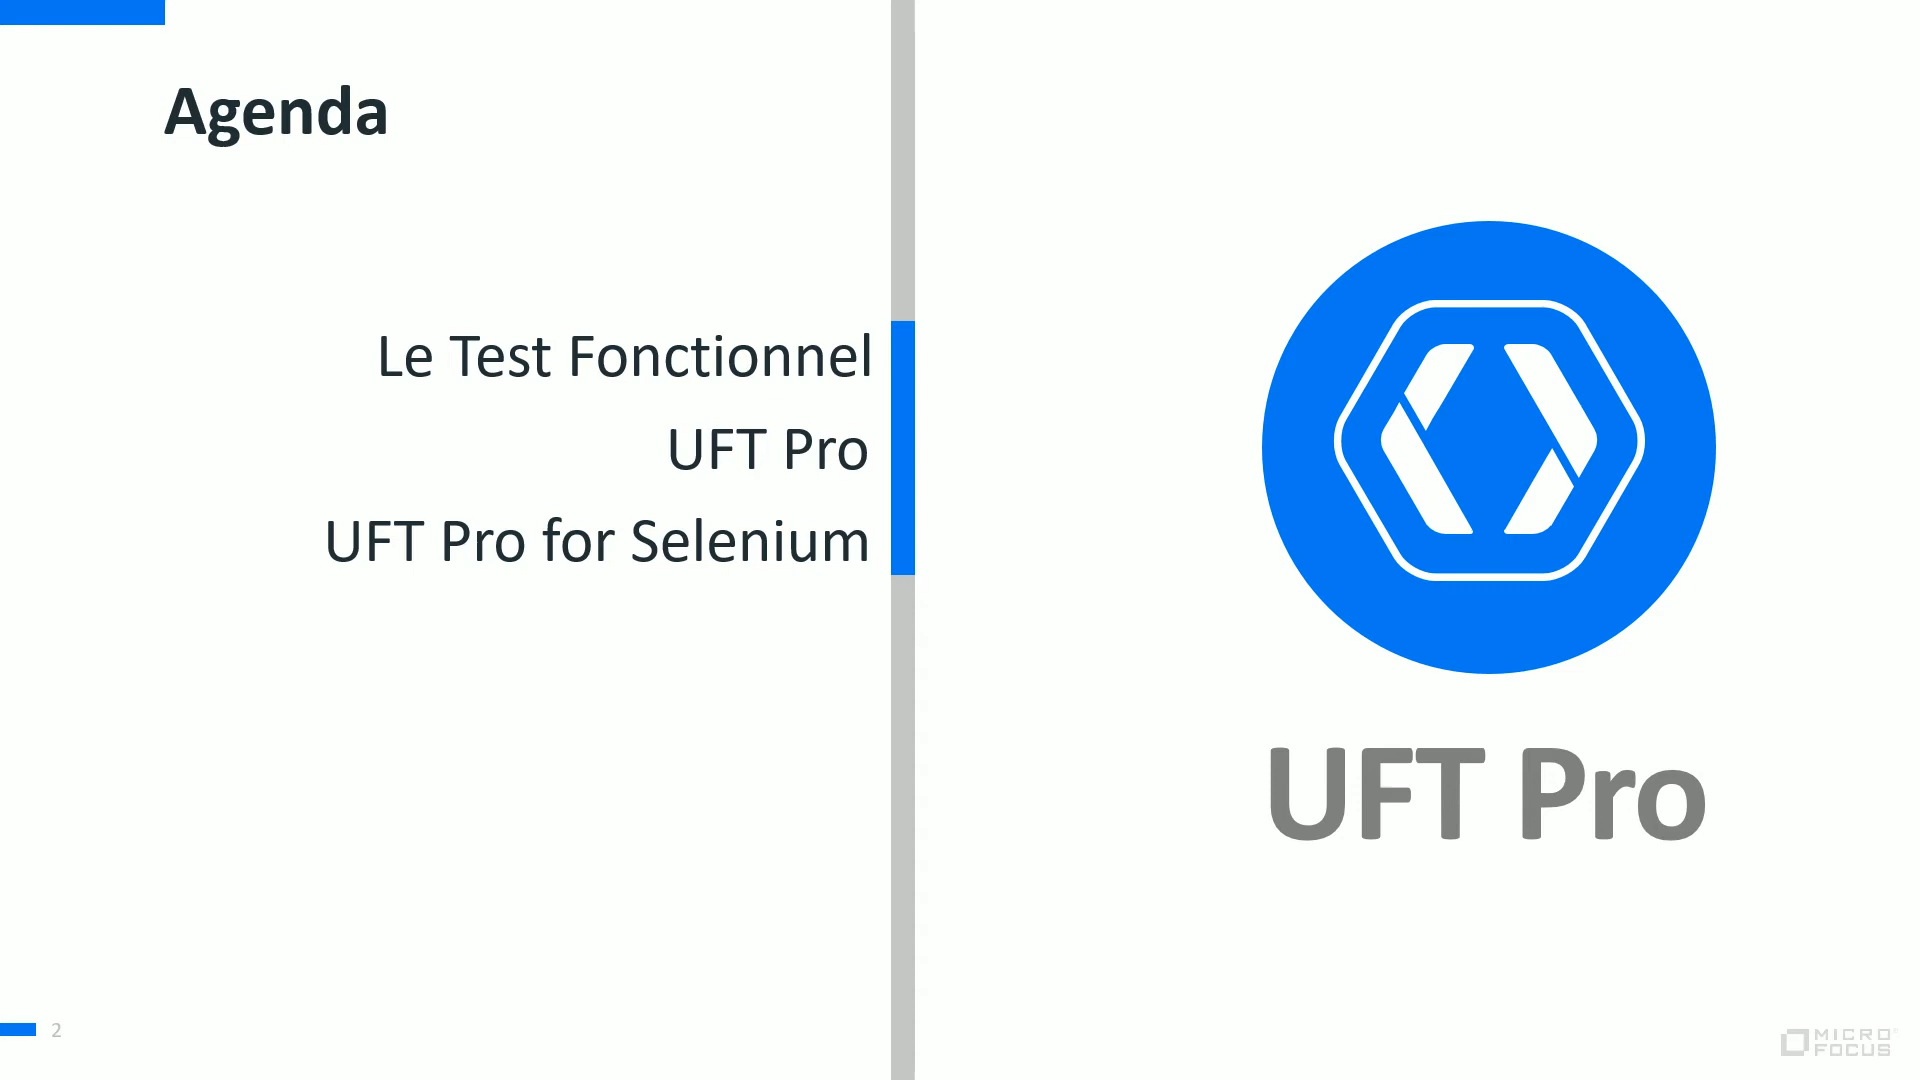 Agenda
Le Test Fonctionnel
UFT Pro
UFT Pro for Selenium
UFT Pro
2
MICRO
FOCUS